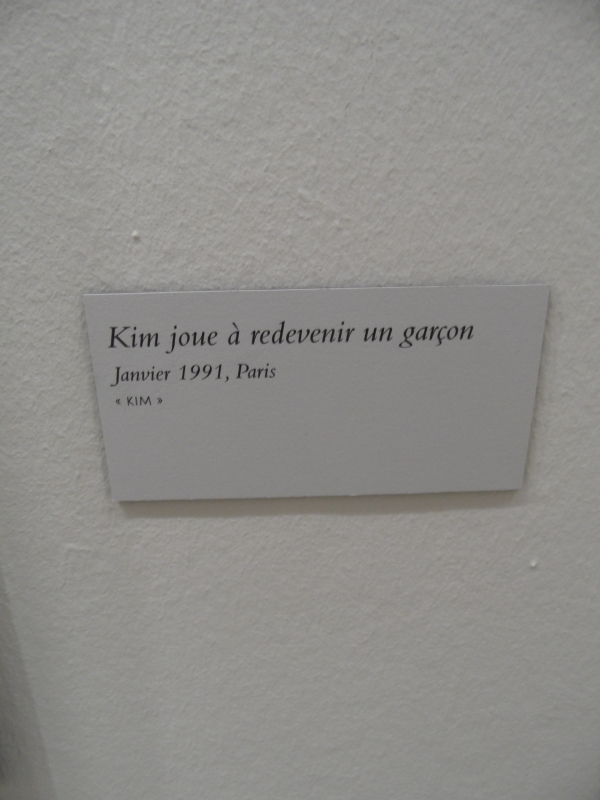 Kim joue à redevenir un garçon
Janvier 1991, Paris
« KIM »